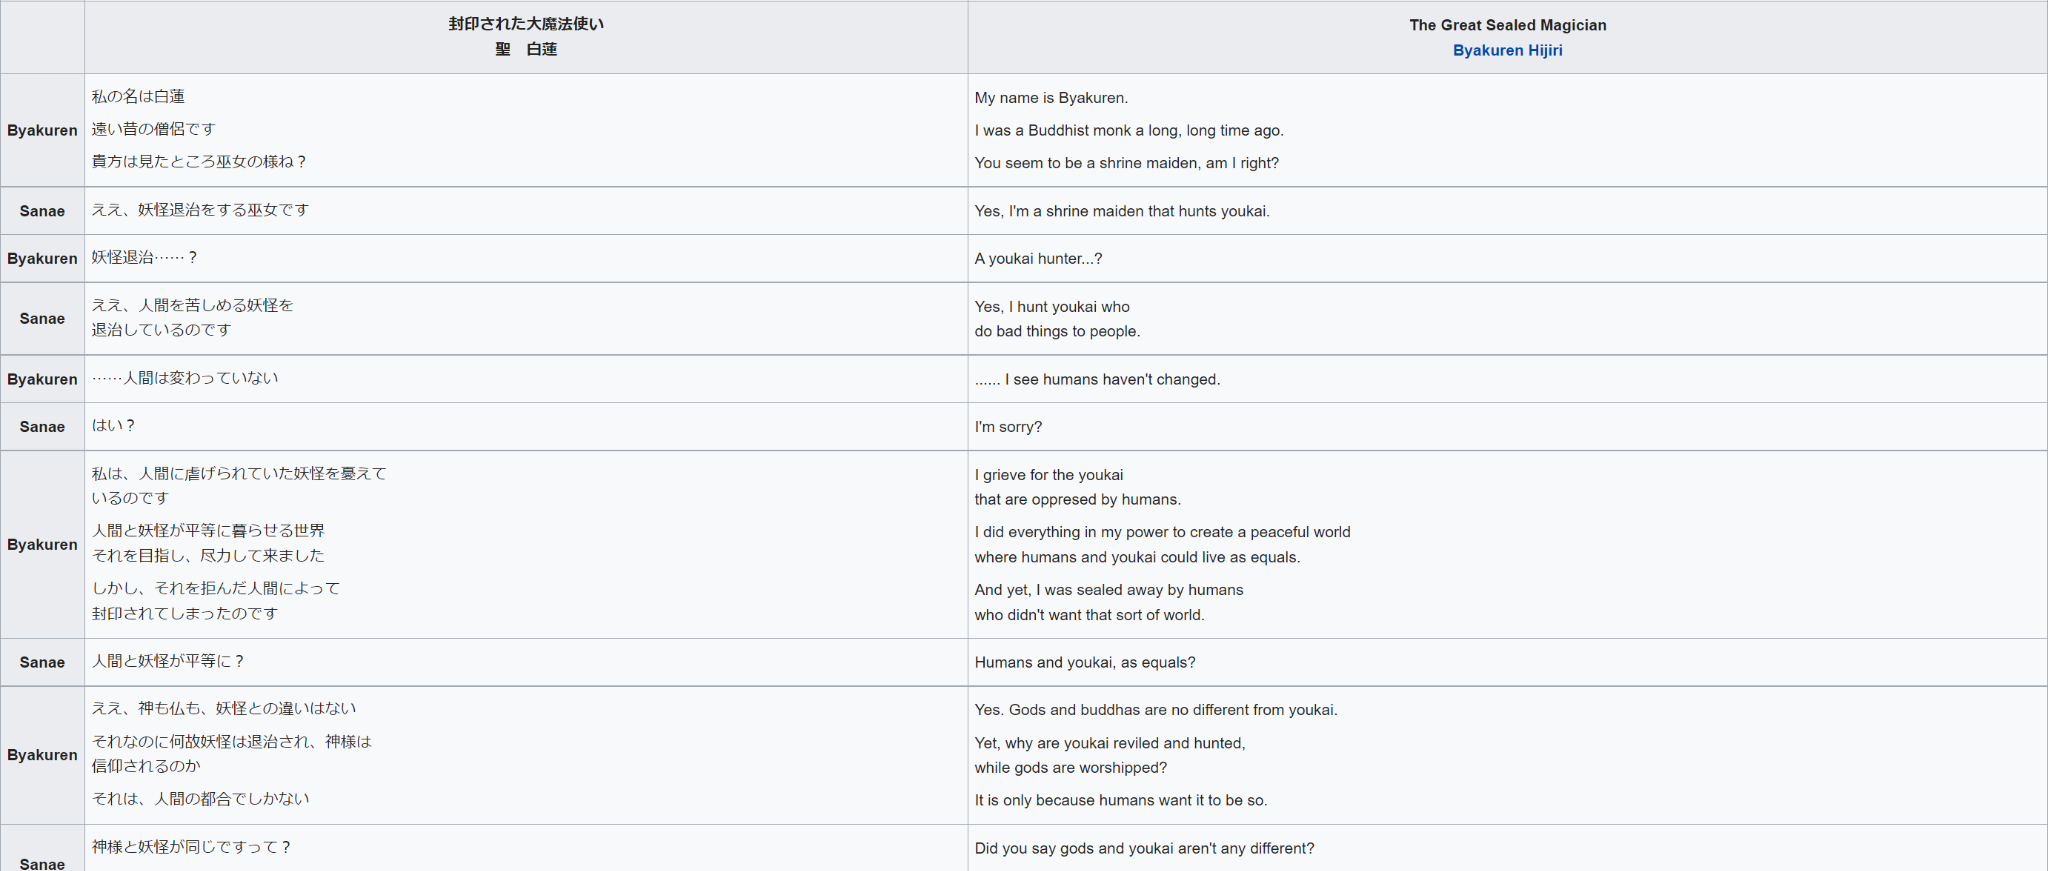 封印された大魔法使い
聖　白蓮
The Great Sealed Magician
Byakuren Hijiri
Byakuren
私の名は白蓮
遠い昔の僧侶です
貴方は見たところ巫女の様ね？
My name is Byakuren.
I was a Buddhist monk a long, long time ago.
You seem to be a shrine maiden, am I right?
Sanae
ええ、妖怪退治をする巫女です
Yes, I'm a shrine maiden that hunts youkai.
Byakuren
妖怪退治……？
A youkai hunter...?
Sanae
ええ、人間を苦しめる妖怪を
退治しているのです
Yes, I hunt youkai who
do bad things to people.
Byakuren
……人間は変わっていない
...... I see humans haven't changed.
Sanae
はい？
I'm sorry?
Byakuren
私は、人間に虐げられていた妖怪を憂えて
いるのです
人間と妖怪が平等に暮らせる世界
それを目指し、尽力して来ました
しかし、それを拒んだ人間によって
封印されてしまったのです
I grieve for the youkai
that are oppresed by humans.
I did everything in my power to create a peaceful world
where humans and youkai could live as equals.
And yet, I was sealed away by humans
who didn't want that sort of world.
Sanae
人間と妖怪が平等に？
Humans and youkai, as equals?
Byakuren
ええ、神も仏も、妖怪との違いはない
それなのに何故妖怪は退治され、神様は
信仰されるのか
それは、人間の都合でしかない
Yes. Gods and buddhas are no different from youkai.
Yet, why are youkai reviled and hunted,
while gods are worshipped?
It is only because humans want it to be so.
Sanae
神様と妖怪が同じですって？
Did you say gods and youkai aren't any different?